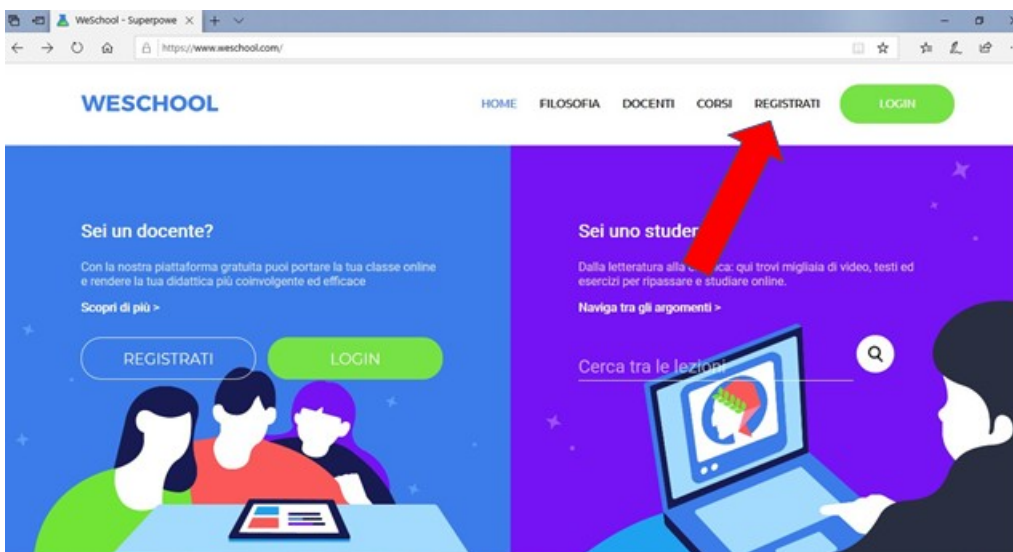 WeSchool - Superpowe
https://www.weschool.com/
WESCHOOL
HOME FILOSOFIA DOCENTI CORSI REGISTRATI LOGIN
Sei un docente?
Con la nostra piattaforma gratuita puoi portare la tua classe online
e rendere la tua didattica più coinvolgente ed efficace
Scopri di più >
REGISTRATI LOGIN
Sei uno
Dalla letteratura alla qui trovi migliaia di video, testi ed
esercizi per ripassare e studiare online.
Naviga tra gli argomenti >
Cerca tra le lezioni